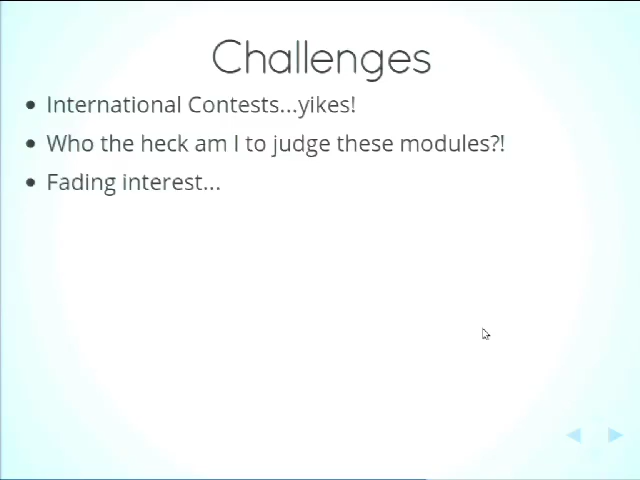 Challenges
International Contests...yikes!
Who the heck am I to judge these modules?!
Fading interest...